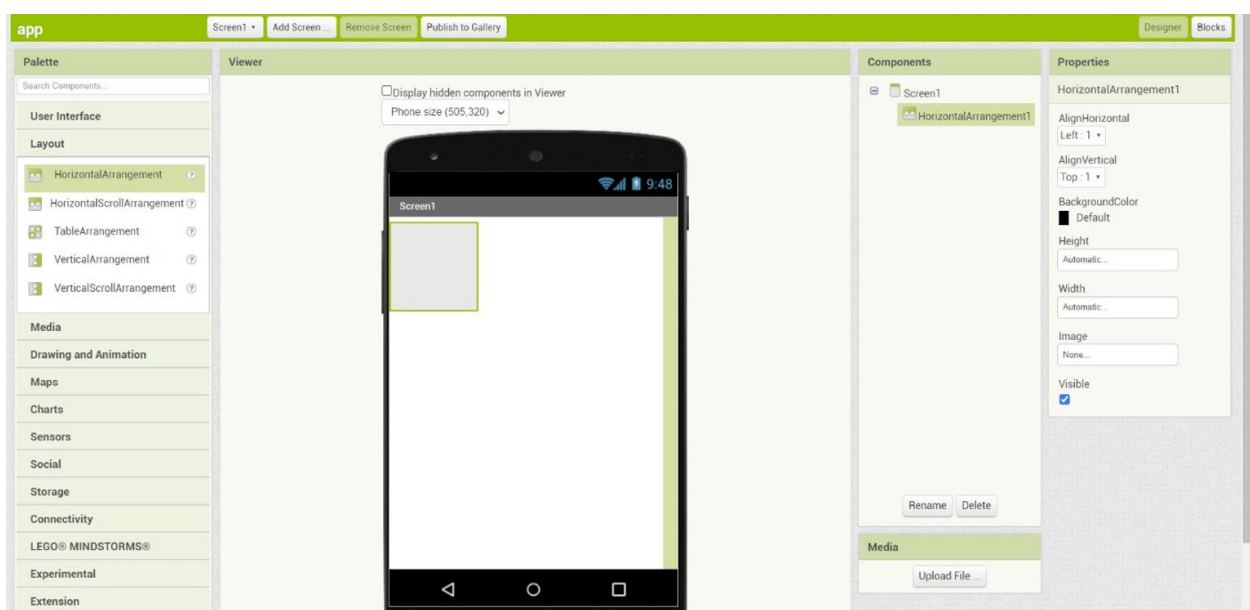 app
Screen1
Add Screen ...
Remove Screen
Publish to Gallery
Designer
Blocks
Palette
Search Components...
User Interface
Layout
HorizontalArrangement
HorizontalScrollArrangement
TableArrangement
VerticalArrangement
VerticalScrollArrangement
Media
Drawing and Animation
Maps
Charts
Sensors
Social
Storage
Connectivity
LEGO® MINDSTORMS®
Experimental
Extension
Viewer
Display hidden components in Viewer
Phone size (505,320)
9:48
Screen1
Components
Screen1
HorizontalArrangement1
Rename
Delete
Media
Upload File ...
Properties
HorizontalArrangement1
AlignHorizontal
Left : 1
AlignVertical
Top : 1
BackgroundColor
Default
Height
Automatic...
Width
Automatic...
Image
None...
Visible